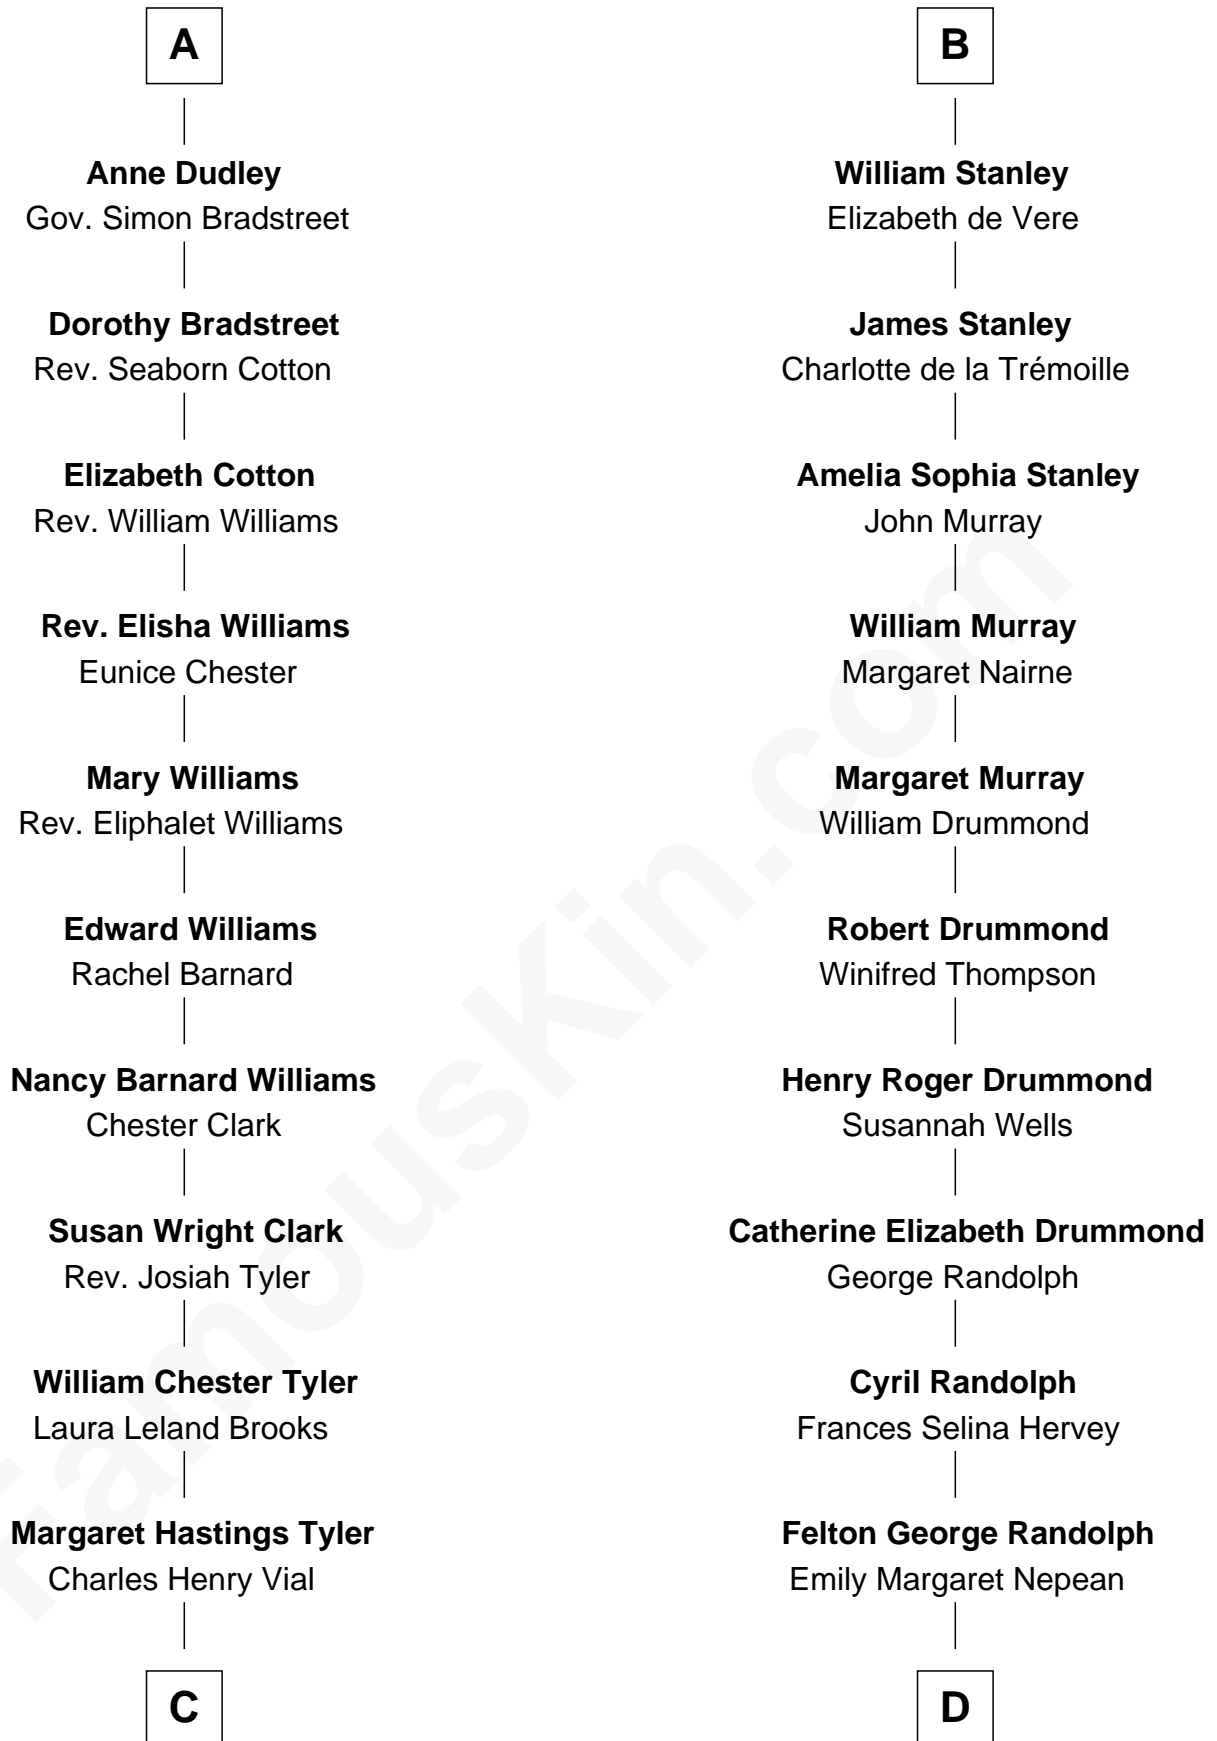 A
Anne Dudley
Gov. Simon Bradstreet
Dorothy Bradstreet
Rev. Seaborn Cotton
Elizabeth Cotton
Rev. William Williams
Rev. Elisha Williams
Eunice Chester
Mary Williams
Rev. Eliphalet Williams
Edward Williams
Rachel Barnard
Nancy Barnard Williams
Chester Clark
Susan Wright Clark
Rev. Josiah Tyler
William Chester Tyler
Laura Leland Brooks
Margaret Hastings Tyler
Charles Henry Vial
C
B
William Stanley
Elizabeth de Vere
James Stanley
Charlotte de la Trémoille
Amelia Sophia Stanley
John Murray
William Murray
Margaret Nairne
Margaret Murray
William Drummond
Robert Drummond
Winifred Thompson
Henry Roger Drummond
Susannah Wells
Catherine Elizabeth Drummond
George Randolph
Cyril Randolph
Frances Selina Hervey
Felton George Randolph
Emily Margaret Nepean
D
FamousKin.com